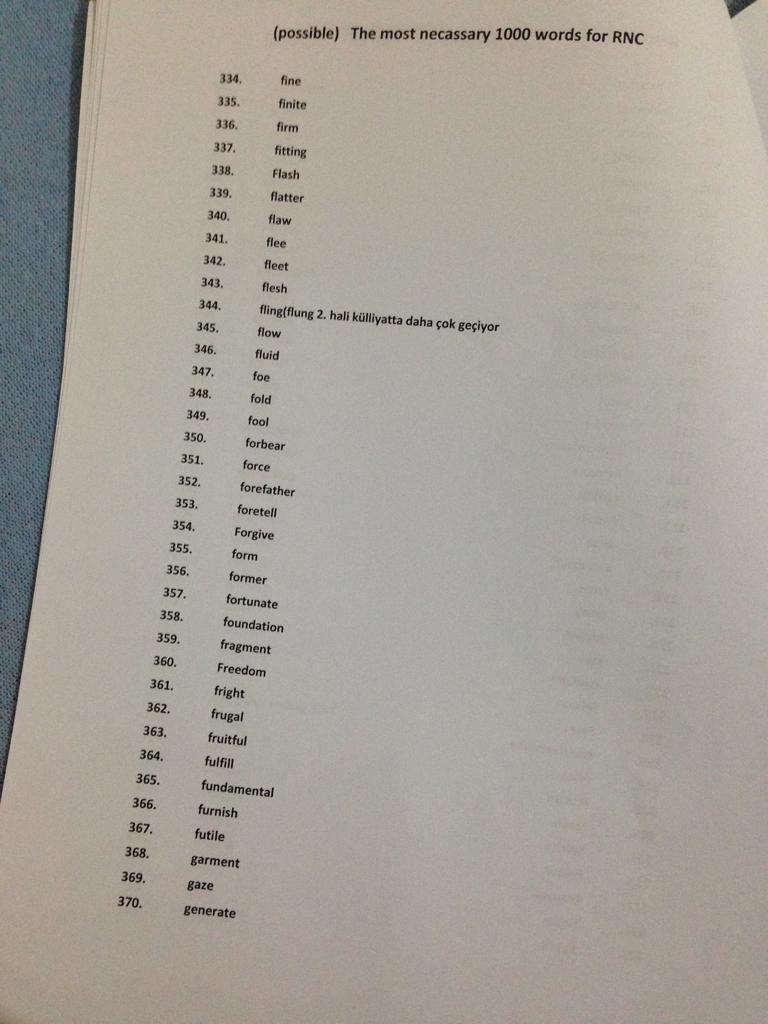 (possible) The most necassary 1000 words for RNC
334. fine
335. finite
336. firm
337. fitting
338. Flash
339. flatter
340. flaw
341. flee
342. fleet
343. flesh
344. fling(flung 2. hali külliyatta daha çok geçiyor
345. flow
346. fluid
347. foe
348. fold
349. fool
350. forbear
351. force
352. forefather
353. foretell
354. Forgive
355. form
356. former
357. fortunate
358. foundation
359. fragment
360. Freedom
361. fright
362. frugal
363. fruitful
364. fulfill
365. fundamental
366. furnish
367. futile
368. garment
369. gaze
370. generate